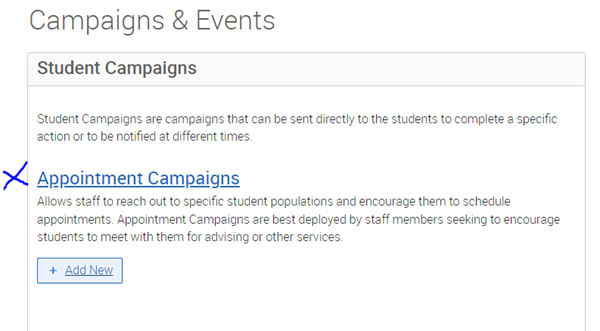 Campaigns & Events
Student Campaigns
Student Campaigns are campaigns that can be sent directly to the students to complete a specific
action or to be notified at different times.
Appointment Campaigns
Allows staff to reach out to specific student populations and encourage them to schedule
appointments. Appointment Campaigns are best deployed by staff members seeking to encourage
students to meet with them for advising or other services.
+ Add New